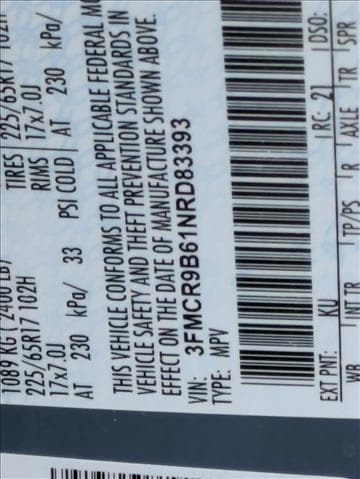 1089 KG (2400 LB)
225/65R17 102H TIRES 225/65R17 102H
17x7.0J RIMS 17x7.0J
AT 230 kPa/ 33 PSI COLD AT 230 kPa/
THIS VEHICLE CONFORMS TO ALL APPLICABLE FEDERAL
VEHICLE SAFETY AND THEFT PREVENTION STANDARDS IN
EFFECT ON THE DATE OF MANUFACTURE SHOWN ABOVE.
VIN: 3FMCR9B61NRD83393
TYPE: MPV
EXT PNT: KU RC: 21 DSO:
WB INT TR TP/PS R AXLE TR SPR